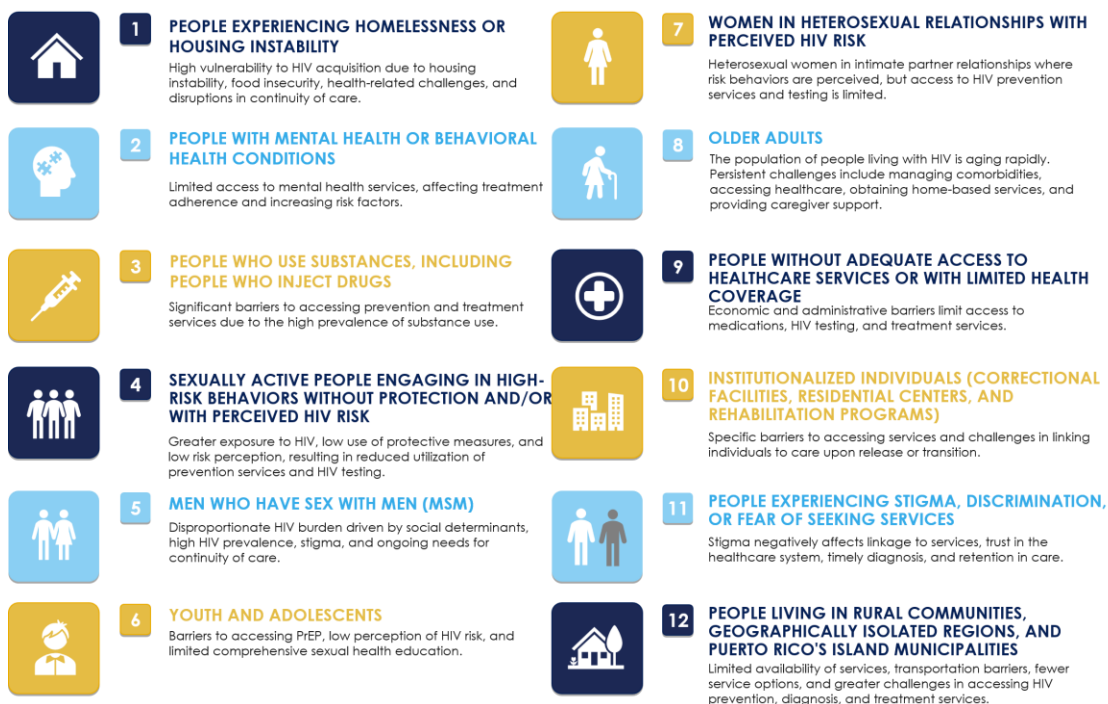 1
PEOPLE EXPERIENCING HOMELESSNESS OR
HOUSING INSTABILITY
High vulnerability to HIV acquisition due to housing
instability, food insecurity, health-related challenges, and
disruptions in continuity of care.
2
PEOPLE WITH MENTAL HEALTH OR BEHAVIORAL
HEALTH CONDITIONS
Limited access to mental health services, affecting treatment
adherence and increasing risk factors.
3
PEOPLE WHO USE SUBSTANCES, INCLUDING
PEOPLE WHO INJECT DRUGS
Significant barriers to accessing prevention and treatment
services due to the high prevalence of substance use.
4
SEXUALLY ACTIVE PEOPLE ENGAGING IN HIGH-
RISK BEHAVIORS WITHOUT PROTECTION AND/OR
WITH PERCEIVED HIV RISK
Greater exposure to HIV, low use of protective measures, and
low risk perception, resulting in reduced utilization of
prevention services and HIV testing.
5
MEN WHO HAVE SEX WITH MEN (MSM)
Disproportionate HIV burden driven by social determinants,
high HIV prevalence, stigma, and ongoing needs for
continuity of care.
6
YOUTH AND ADOLESCENTS
Barriers to accessing PrEP, low perception of HIV risk, and
limited comprehensive sexual health education.
7
WOMEN IN HETEROSEXUAL RELATIONSHIPS WITH
PERCEIVED HIV RISK
Heterosexual women in intimate partner relationships where
risk behaviors are perceived, but access to HIV prevention
services and testing is limited.
8
OLDER ADULTS
The population of people living with HIV is aging rapidly.
Persistent challenges include managing comorbidities,
accessing healthcare, obtaining home-based services, and
providing caregiver support.
9
PEOPLE WITHOUT ADEQUATE ACCESS TO
HEALTHCARE SERVICES OR WITH LIMITED HEALTH
COVERAGE
Economic and administrative barriers limit access to
medications, HIV testing, and treatment services.
10
INSTITUTIONALIZED INDIVIDUALS (CORRECTIONAL
FACILITIES, RESIDENTIAL CENTERS, AND
REHABILITATION PROGRAMS)
Specific barriers to accessing services and challenges in linking
individuals to care upon release or transition.
11
PEOPLE EXPERIENCING STIGMA, DISCRIMINATION,
OR FEAR OF SEEKING SERVICES
Stigma negatively affects linkage to services, trust in the
healthcare system, timely diagnosis, and retention in care.
12
PEOPLE LIVING IN RURAL COMMUNITIES,
GEOGRAPHICALLY ISOLATED REGIONS, AND
PUERTO RICO'S ISLAND MUNICIPALITIES
Limited availability of services, transportation barriers, fewer
service options, and greater challenges in accessing HIV
prevention, diagnosis, and treatment services.